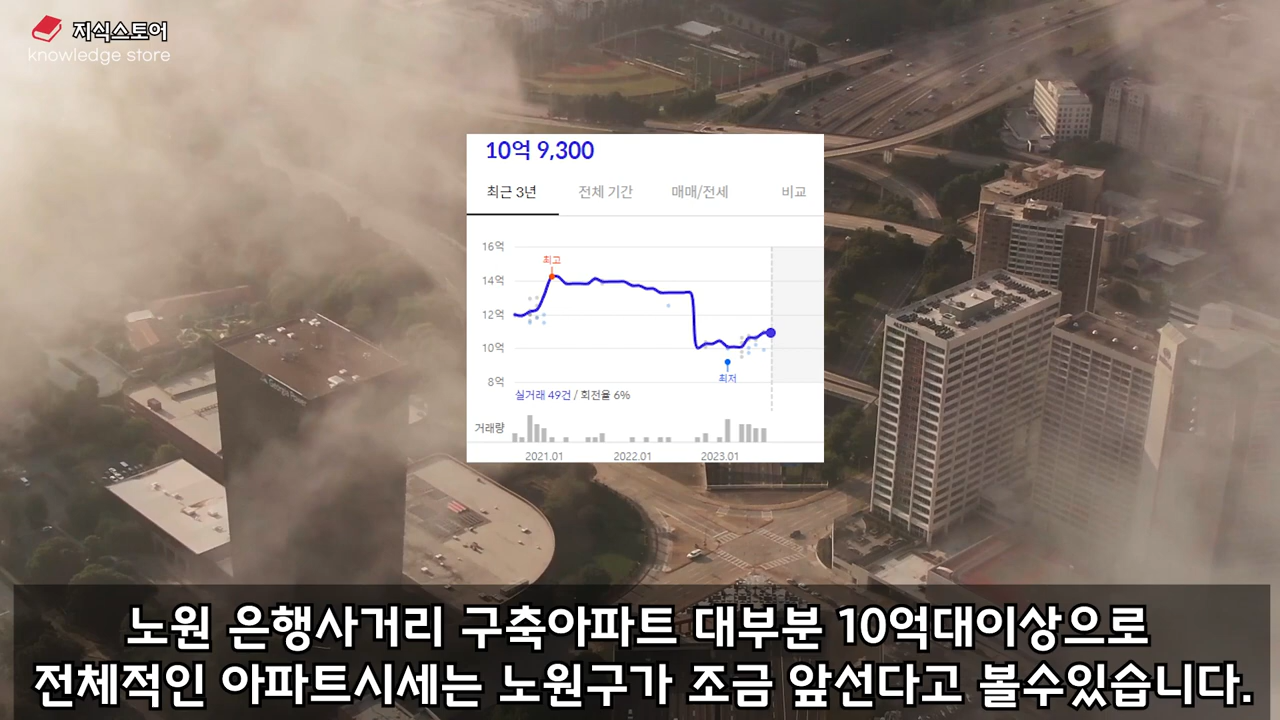 지식스토어
knowledge store
10억 9,300
최근 3년 전체 기간 매매/전세 비교
16억
최고
14억
12억
10억
최저
8억
실거래 49건 / 회전율 6%
거래량
2021.01 2022.01 2023.01
노원 은행사거리 구축아파트 대부분 10억대이상으로
전체적인 아파트시세는 노원구가 조금 앞선다고 볼수있습니다.